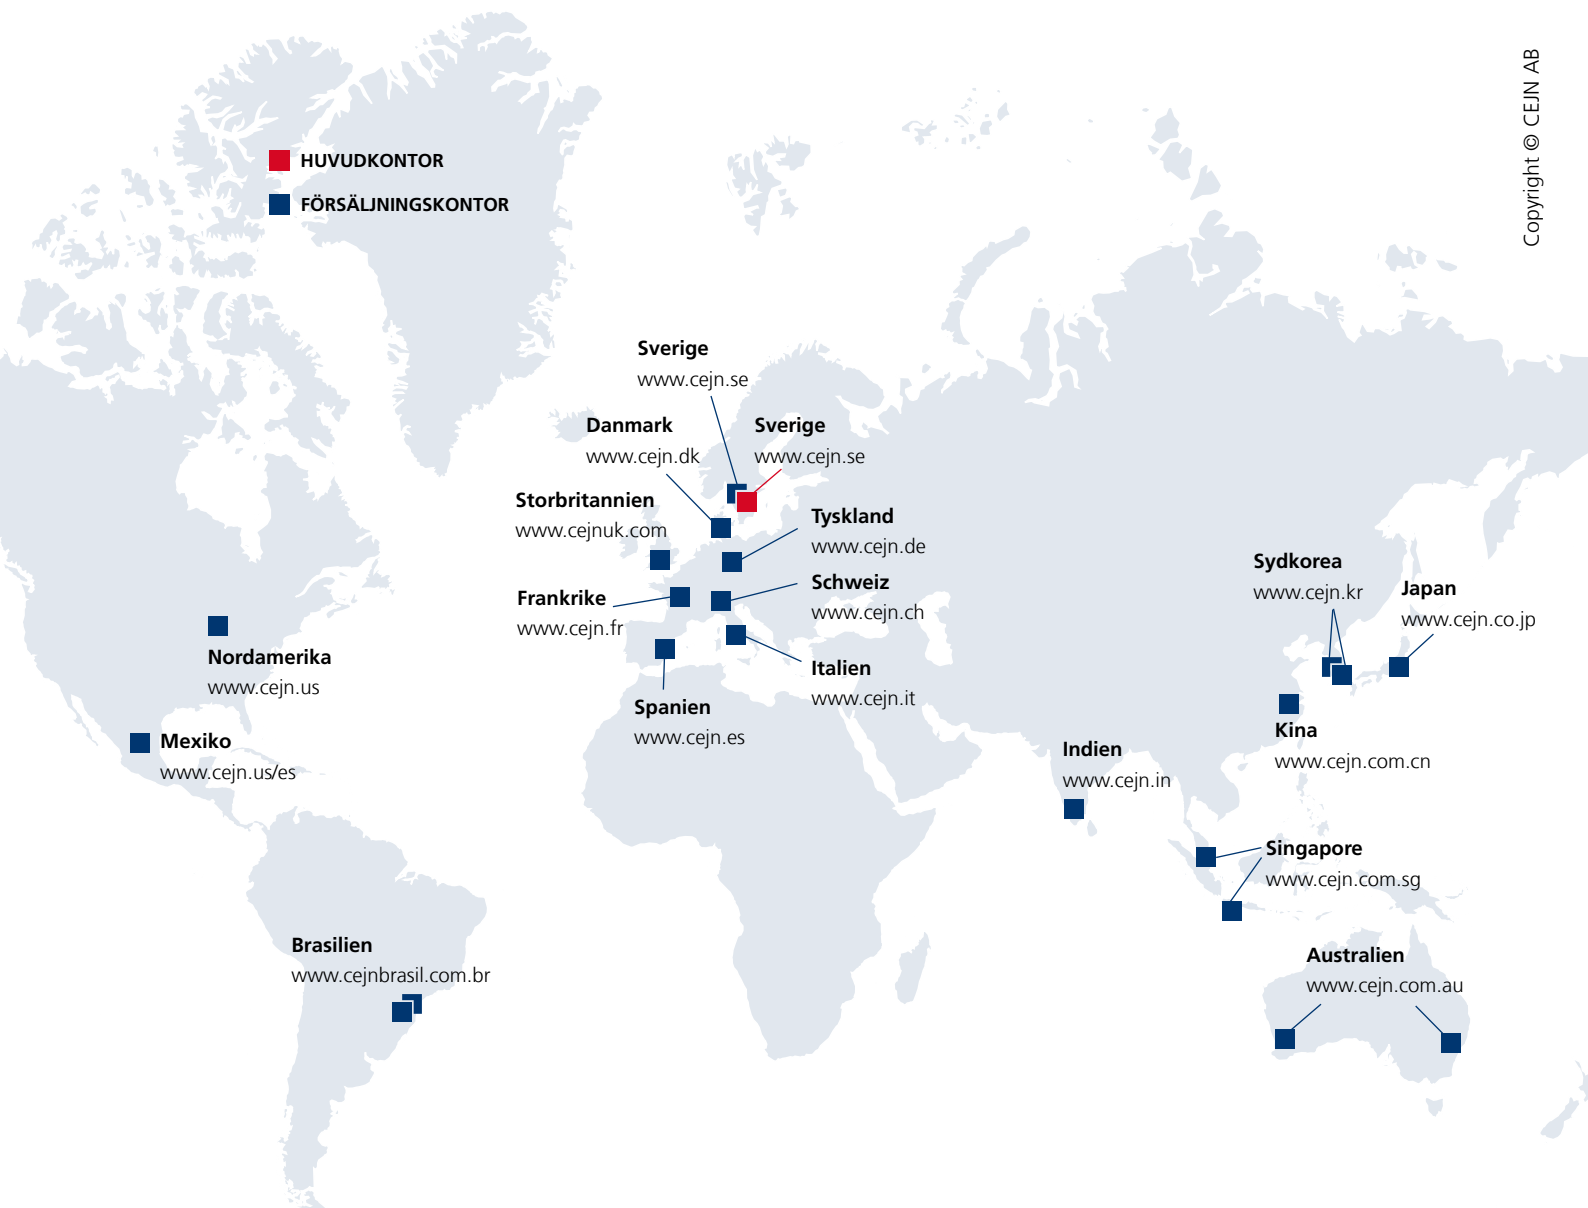 Copyright © CEJN AB
HUVUDKONTOR
FÖRSÄLJNINGSKONTOR
Sverige
www.cejn.se
Danmark
www.cejn.dk
Sverige
www.cejn.se
Storbritannien
www.cejnuk.com
Tyskland
www.cejn.de
Frankrike
www.cejn.fr
Schweiz
www.cejn.ch
Italien
www.cejn.it
Spanien
www.cejn.es
Nordamerika
www.cejn.us
Mexiko
www.cejn.us/es
Brasilien
www.cejnbrasil.com.br
Sydkorea
www.cejn.kr
Japan
www.cejn.co.jp
Kina
www.cejn.com.cn
Indien
www.cejn.in
Singapore
www.cejn.com.sg
Australien
www.cejn.com.au